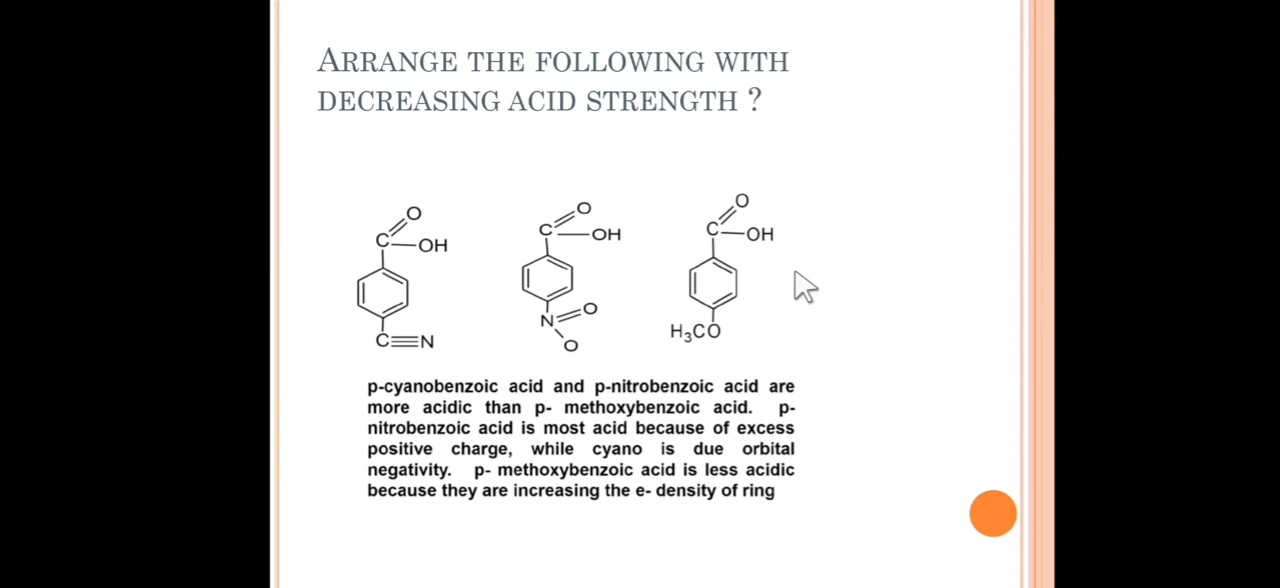 ARRANGE THE FOLLOWING WITH
DECREASING ACID STRENGTH ?
O
C
OH
C
N
O
C
OH
N
O
O
O
C
OH
H3CO
p-cyanobenzoic acid and p-nitrobenzoic acid are
more acidic than p- methoxybenzoic acid. p-
nitrobenzoic acid is most acid because of excess
positive charge, while cyano is due orbital
negativity. p- methoxybenzoic acid is less acidic
because they are increasing the e- density of ring